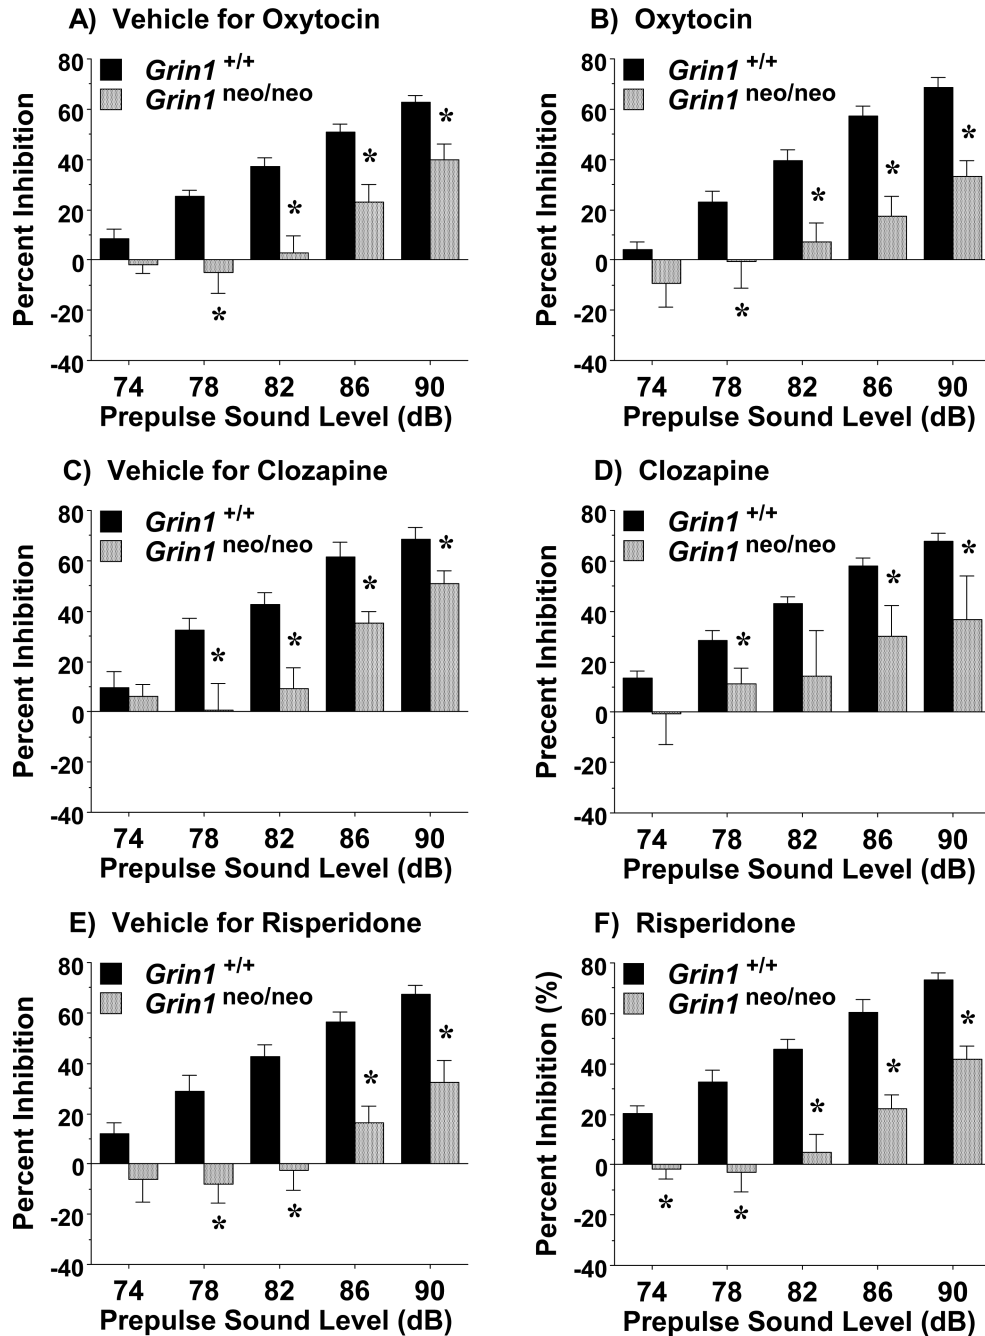 A) Vehicle for Oxytocin
Grin1 +/+
Grin1 neo/neo
Percent Inhibition
80
60
40
20
0
-20
-40
*
*
*
*
74 78 82 86 90
Prepulse Sound Level (dB)
B) Oxytocin
Grin1 +/+
Grin1 neo/neo
Percent Inhibition
80
60
40
20
0
-20
-40
*
*
*
*
74 78 82 86 90
Prepulse Sound Level (dB)
C) Vehicle for Clozapine
Grin1 +/+
Grin1 neo/neo
Percent Inhibition
80
60
40
20
0
-20
-40
*
*
*
*
74 78 82 86 90
Prepulse Sound Level (dB)
D) Clozapine
Grin1 +/+
Grin1 neo/neo
Precent Inhibition
80
60
40
20
0
-20
-40
*
*
*
74 78 82 86 90
Prepulse Sound Level (dB)
E) Vehicle for Risperidone
Grin1 +/+
Grin1 neo/neo
Percent Inhibition
80
60
40
20
0
-20
-40
*
*
*
*
74 78 82 86 90
Prepulse Sound Level (dB)
F) Risperidone
Grin1 +/+
Grin1 neo/neo
Percent Inhibition (%)
80
60
40
20
0
-20
-40
*
*
*
*
*
74 78 82 86 90
Prepulse Sound Level (dB)